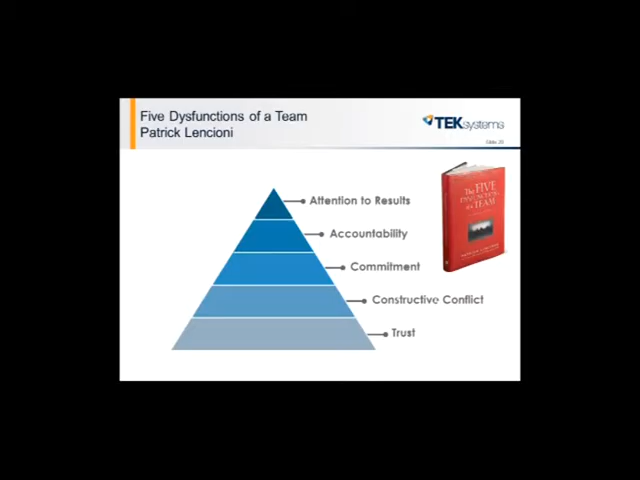 Five Dysfunctions of a Team
Patrick Lencioni
TEKsystems
Attention to Results
Accountability
Commitment
Constructive Conflict
Trust
The FIVE
DYSFUNCTIONS
of a TEAM